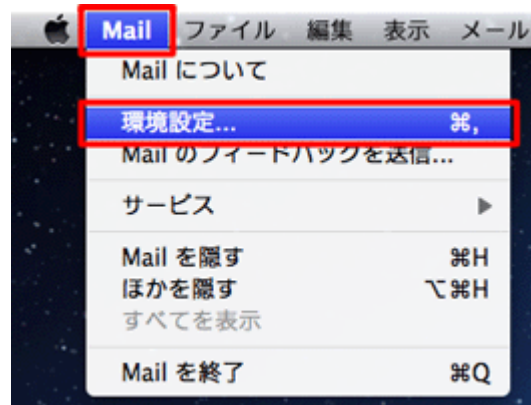 Mail ファイル 編集 表示 メール
Mail について
環境設定... ⌘,
Mail のフィードバックを送信...
サービス ▶
Mail を隠す ⌘H
ほかを隠す ⌥⌘H
すべてを表示
Mail を終了 ⌘Q